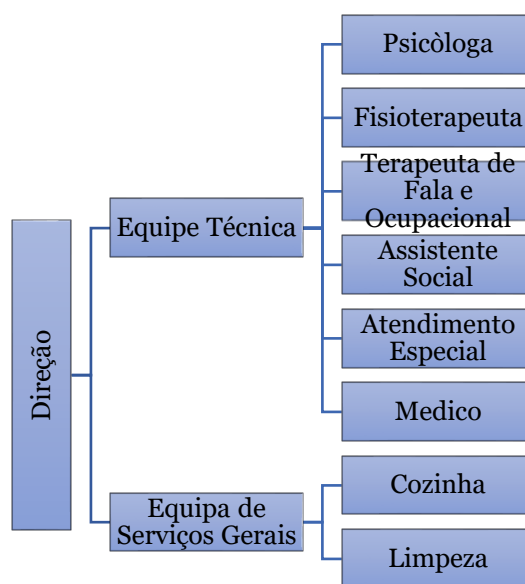 Direção
Equipe Técnica
Psicòloga
Fisioterapeuta
Terapeuta de
Fala e
Ocupacional
Assistente
Social
Atendimento
Especial
Medico
Equipa de
Serviços Gerais
Cozinha
Limpeza